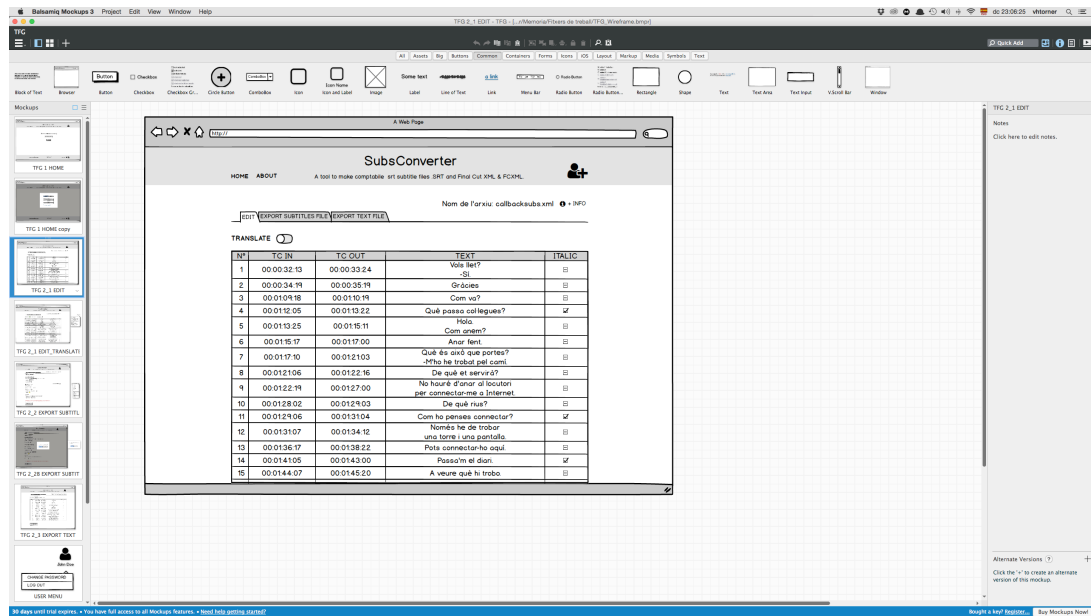 Balsamiq Mockups 3 Project Edit View Window Help
dc 23:08:25 vhtorner
TFG 2_1 EDIT - TFG - [...r/Memoria/Fitxers de treball/TFG_Wireframe.bmpr]
TFG
Quick Add
All Assets Big Buttons Common Containers Forms Icons iOS Layout Markup Media Symbols Text
Button Checkbox ComboBox Some text a link Radio Button
Icon Name
Block of Text Browser Button Checkbox Checkbox Gr... Circle Button ComboBox Icon Icon and Label Image Label Line of Text Link Menu Bar Radio Button Radio Button... Rectangle Shape Text Text Area Text Input V.Scroll Bar Window
Mockups
TFG 1 HOME
TFG 1 HOME copy
TFG 2_1 EDIT
TFG 2_1 EDIT_TRANSLATI
TFG 2_2 EXPORT SUBTITL
TFG 2_2B EXPORT SUBTIT
TFG 2_3 EXPORT TEXT
John Doe
CHANGE PASSWORD
LOG OUT
USER MENU
A Web Page
http://
SubsConverter
HOME ABOUT A tool to make comptabile srt subtitle files .SRT and Final Cut XML & FCXML.
Nom de l'arxiu: callbacksubs.xml + INFO
EDIT EXPORT SUBTITLES FILE EXPORT TEXT FILE
TRANSLATE
Nº TC IN TC OUT TEXT ITALIC
1 00:00:32:13 00:00:33:24 Vols llet?
-Sí.
2 00:00:34:19 00:00:35:19 Gràcies
3 00:01:09:18 00:01:10:19 Com va?
4 00:01:12:05 00:01:13:22 Què passa col·legues?
5 00:01:13:25 00:01:15:11 Hola.
Com anem?
6 00:01:15:17 00:01:17:00 Anar fent.
7 00:01:17:10 00:01:21:03 Què és això que portes?
-M'ho he trobat pel camí.
8 00:01:21:06 00:01:22:16 De què et servirà?
9 00:01:22:19 00:01:27:00 No hauré d'anar al locutori
per connectar-me a Internet.
10 00:01:28:02 00:01:29:03 De què rius?
11 00:01:29:06 00:01:31:04 Com ho penses connectar?
12 00:01:31:07 00:01:34:12 Només he de trobar
una torre i una pantalla.
13 00:01:36:17 00:01:38:22 Pots connectar-ho aquí.
14 00:01:41:05 00:01:43:00 Passa'm el diari.
15 00:01:44:07 00:01:45:20 A veure què hi trobo.
TFG 2_1 EDIT
Notes
Click here to edit notes.
Alternate Versions ? +
Click the '+' to create an alternate
version of this mockup.
30 days until trial expires. • You have full access to all Mockups features. • Need help getting started?
Bought a key? Register... Buy Mockups Now!